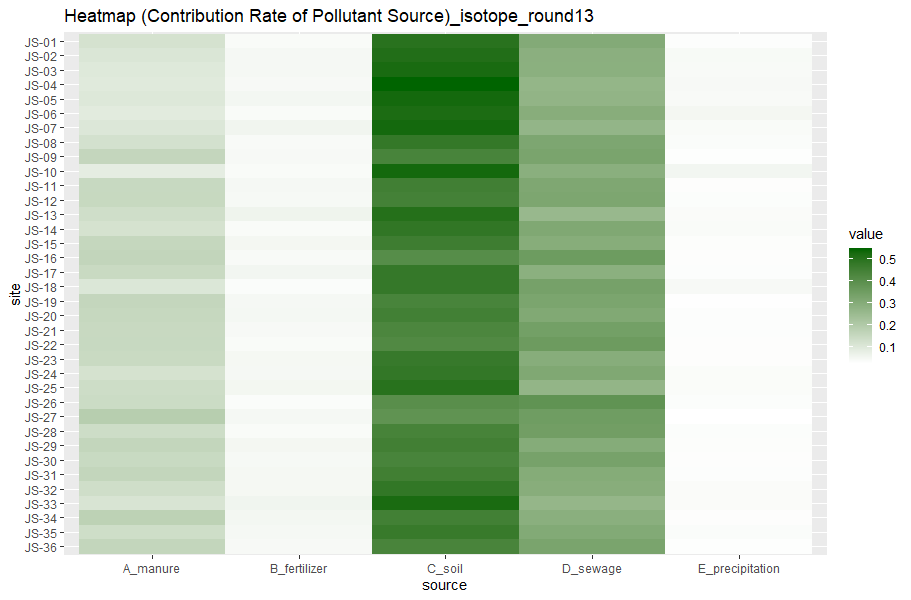 Heatmap (Contribution Rate of Pollutant Source)_isotope_round13
JS-01
JS-02
JS-03
JS-04
JS-05
JS-06
JS-07
JS-08
JS-09
JS-10
JS-11
JS-12
JS-13
JS-14
JS-15
JS-16
JS-17
JS-18
JS-19
JS-20
JS-21
JS-22
JS-23
JS-24
JS-25
JS-26
JS-27
JS-28
JS-29
JS-30
JS-31
JS-32
JS-33
JS-34
JS-35
JS-36
site
A_manure B_fertilizer C_soil D_sewage E_precipitation
source
value
0.5
0.4
0.3
0.2
0.1